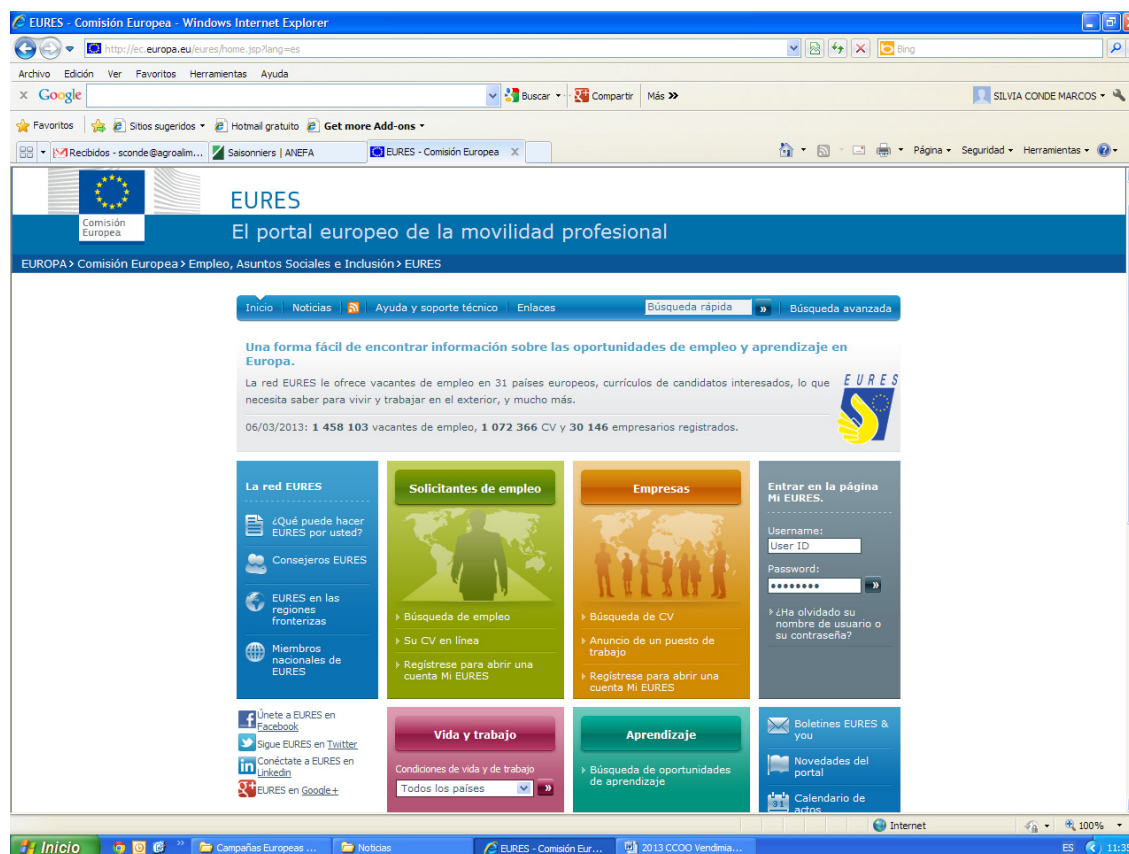 EURES - Comisión Europea - Windows Internet Explorer
http://ec.europa.eu/eures/home.jsp?lang=es
Bing
Archivo Edición Ver Favoritos Herramientas Ayuda
x Google Buscar Compartir Más » SILVIA CONDE MARCOS
Favoritos Sitios sugeridos Hotmail gratuito Get more Add-ons
Recibidos - sconde@agroalim... Saisonniers | ANEFA EURES - Comisión Europea X Página Seguridad Herramientas
EURES
Comisión
Europea
El portal europeo de la movilidad profesional
EUROPA > Comisión Europea > Empleo, Asuntos Sociales e Inclusión > EURES
Inicio Noticias Ayuda y soporte técnico Enlaces Búsqueda rápida » Búsqueda avanzada
Una forma fácil de encontrar información sobre las oportunidades de empleo y aprendizaje en
Europa.
La red EURES le ofrece vacantes de empleo en 31 países europeos, currículos de candidatos interesados, lo que
necesita saber para vivir y trabajar en el exterior, y mucho más.
EURES
06/03/2013: 1 458 103 vacantes de empleo, 1 072 366 CV y 30 146 empresarios registrados.
La red EURES
¿Qué puede hacer
EURES por usted?
Consejeros EURES
EURES en las
regiones
fronterizas
Miembros
nacionales de
EURES
Solicitantes de empleo
Búsqueda de empleo
Su CV en línea
Regístrese para abrir una
cuenta Mi EURES
Empresas
Búsqueda de CV
Anuncio de un puesto de
trabajo
Regístrese para abrir una
cuenta Mi EURES
Entrar en la página
Mi EURES.
Username:
User ID
Password:
••••••••  »
¿Ha olvidado su
nombre de usuario o
su contraseña?
Únete a EURES en
Facebook
Sigue EURES en Twitter
Conéctate a EURES en
Linkedin
EURES en Google+
Vida y trabajo
Condiciones de vida y de trabajo
Todos los países »
Aprendizaje
Búsqueda de oportunidades
de aprendizaje
Boletines EURES &
you
Novedades del
portal
31
Calendario de
actos
Internet 100%
Inicio » Campañas Europeas ... Noticias EURES - Comisión Eur... 2013 CCOO Vendimia... ES 11:35